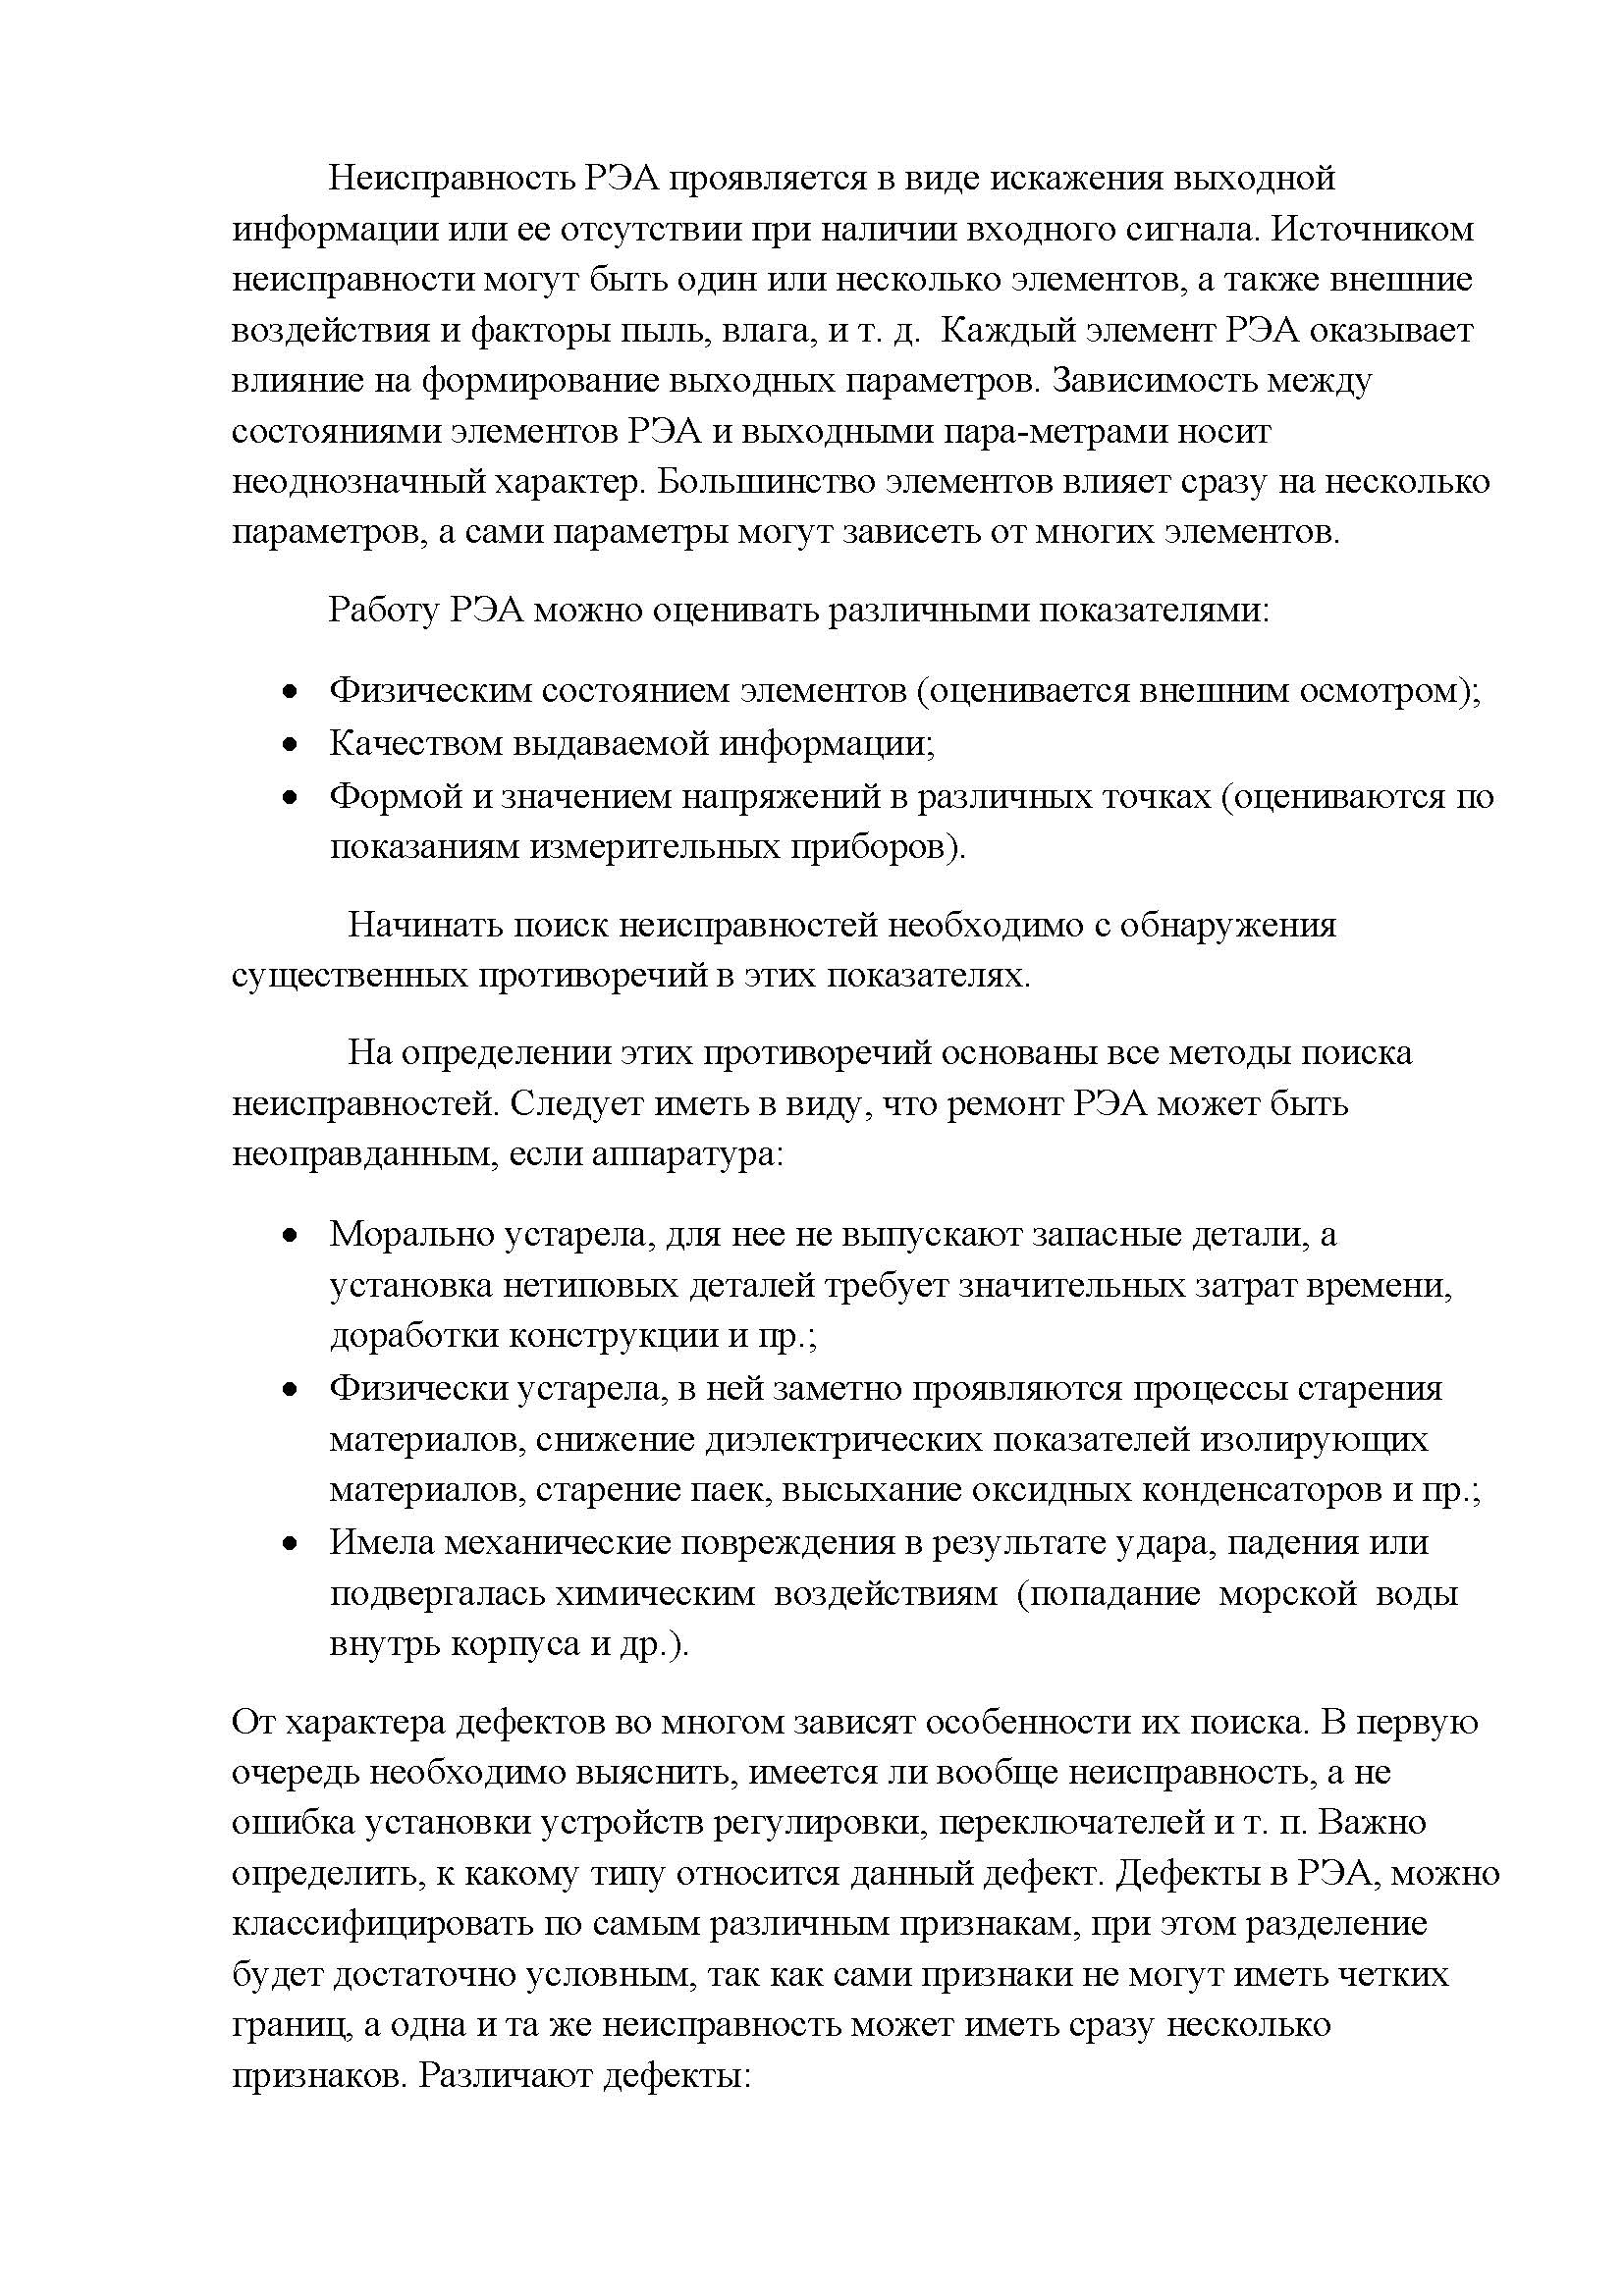 Неисправность РЭА проявляется в виде искажения выходной
информации или ее отсутствии при наличии входного сигнала. Источником
неисправности могут быть один или несколько элементов, а также внешние
воздействия и факторы пыль, влага, и т. д.  Каждый элемент РЭА оказывает
влияние на формирование выходных параметров. Зависимость между
состояниями элементов РЭА и выходными пара-метрами носит
неоднозначный характер. Большинство элементов влияет сразу на несколько
параметров, а сами параметры могут зависеть от многих элементов.
Работу РЭА можно оценивать различными показателями:
• Физическим состоянием элементов (оценивается внешним осмотром);
• Качеством выдаваемой информации;
• Формой и значением напряжений в различных точках (оцениваются по
показаниям измерительных приборов).
Начинать поиск неисправностей необходимо с обнаружения
существенных противоречий в этих показателях.
На определении этих противоречий основаны все методы поиска
неисправностей. Следует иметь в виду, что ремонт РЭА может быть
неоправданным, если аппаратура:
• Морально устарела, для нее не выпускают запасные детали, а
установка нетиповых деталей требует значительных затрат времени,
доработки конструкции и пр.;
• Физически устарела, в ней заметно проявляются процессы старения
материалов, снижение диэлектрических показателей изолирующих
материалов, старение паек, высыхание оксидных конденсаторов и пр.;
• Имела механические повреждения в результате удара, падения или
подвергалась химическим  воздействиям  (попадание  морской  воды
внутрь корпуса и др.).
От характера дефектов во многом зависят особенности их поиска. В первую
очередь необходимо выяснить, имеется ли вообще неисправность, а не
ошибка установки устройств регулировки, переключателей и т. п. Важно
определить, к какому типу относится данный дефект. Дефекты в РЭА, можно
классифицировать по самым различным признакам, при этом разделение
будет достаточно условным, так как сами признаки не могут иметь четких
границ, а одна и та же неисправность может иметь сразу несколько
признаков. Различают дефекты: